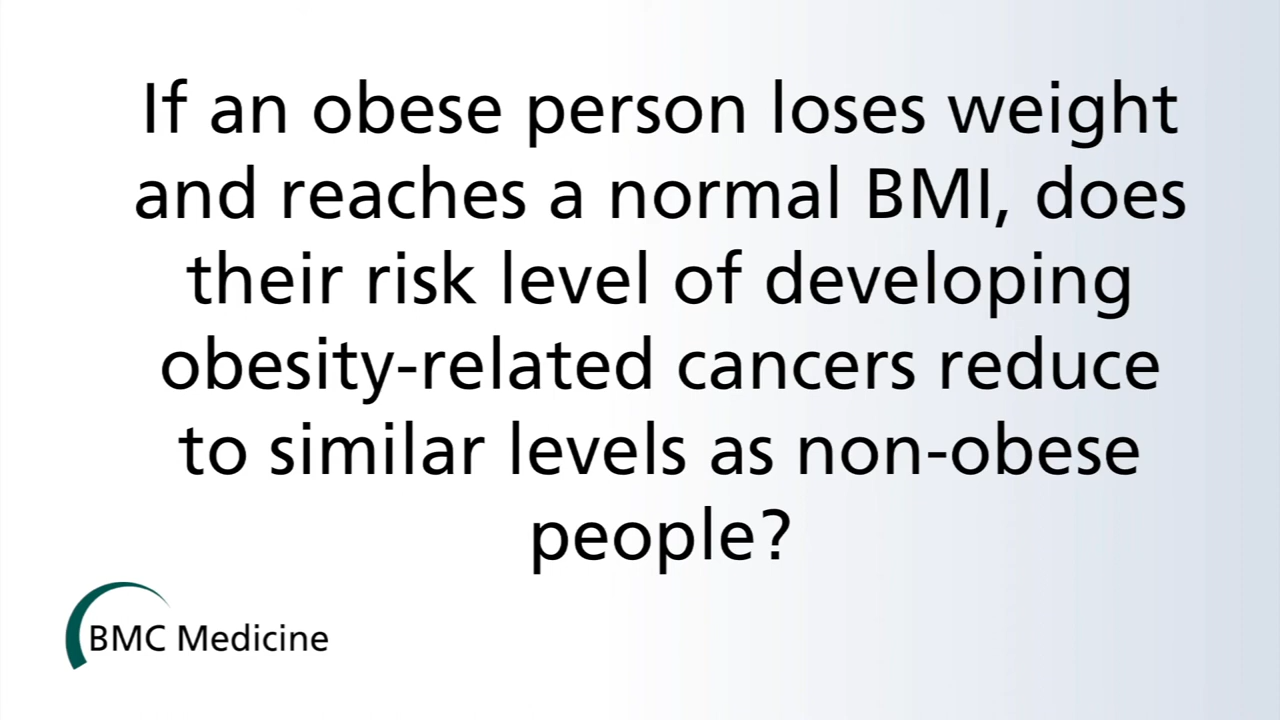 If an obese person loses weight
and reaches a normal BMI, does
their risk level of developing
obesity-related cancers reduce
to similar levels as non-obese
people?
BMC Medicine